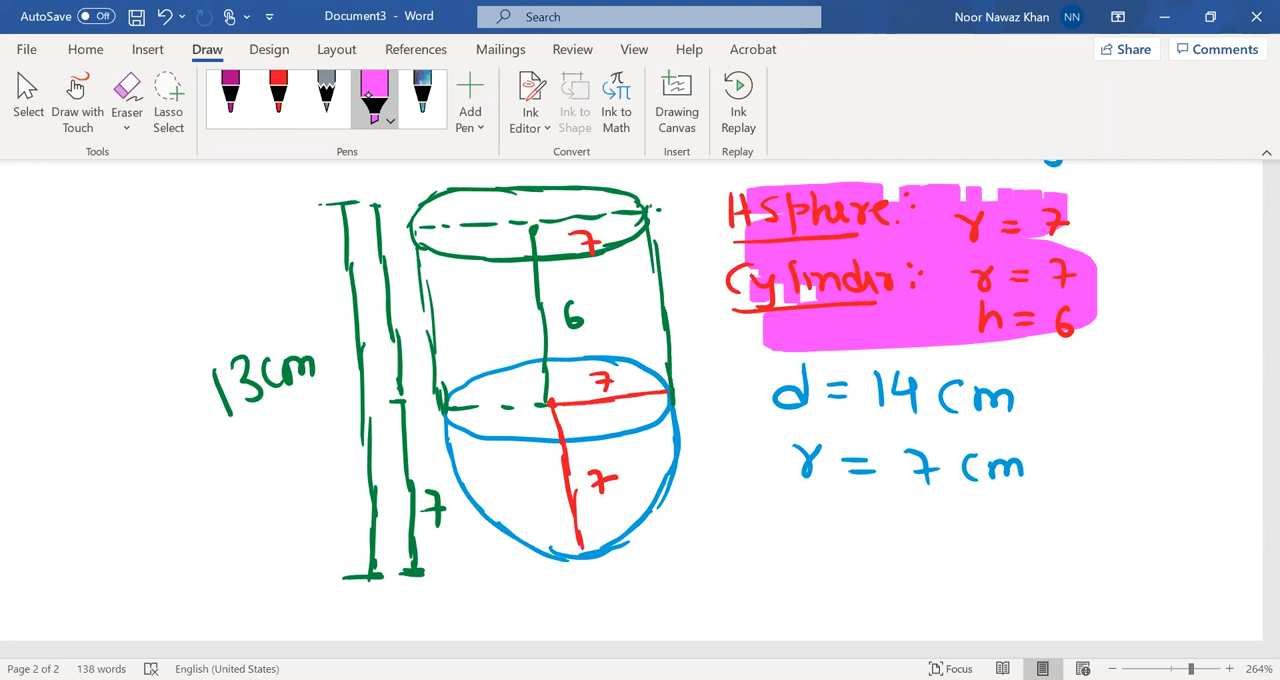 AutoSave Off Document3 - Word Search Noor Nawaz Khan NN
File Home Insert Draw Design Layout References Mailings Review View Help Acrobat Share Comments
Select Draw with Touch Eraser Lasso Select Add Pen Ink Editor Ink to Shape Ink to Math Drawing Canvas Ink Replay
Tools Pens Convert Insert Replay
HSphere: r = 7
7
Cylinder: r = 7
6 h = 6
13cm
7
d = 14 cm
r = 7 cm
7
7
Page 2 of 2 138 words English (United States) Focus 264%